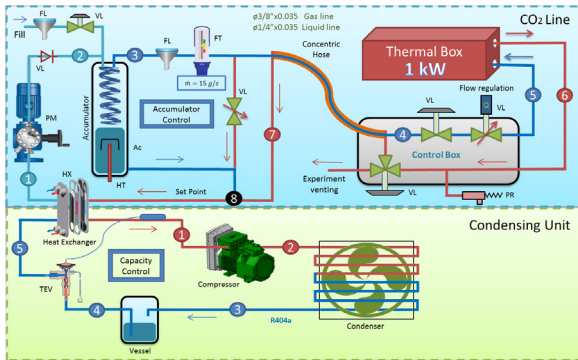 ø3/8"x0.035 Gas line
ø1/4"x0.035 Liquid line
CO₂ Line
FL
Fill
VL
FL
FT
Concentric
Hose
Thermal Box
1 kW
2
3
VL
ṁ = 15 g/s
Flow regulation
VL
VL
Q
5
6
PM
Accumulator
Accumulator
Control
VL
4
Ac
7
Control Box
1
HT
8
Experiment
venting
VL
PR
HX
Set Point
Heat Exchanger
Condensing Unit
1
2
5
Capacity
Control
TEV
Compressor
4
3
R404a
Condenser
Vessel